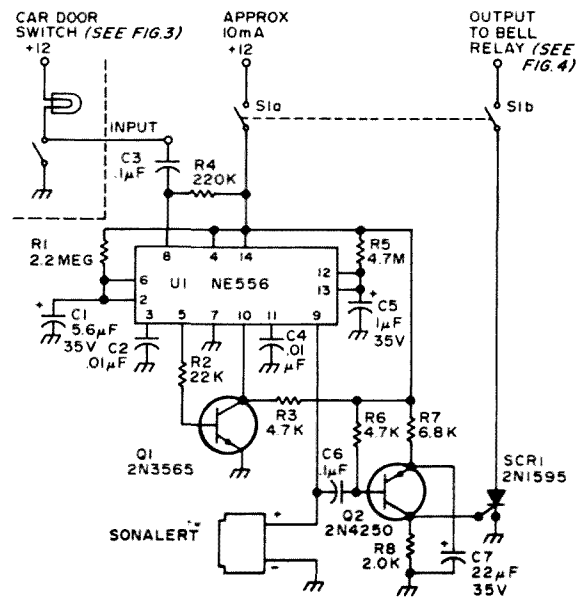 CAR DOOR
SWITCH (SEE FIG.3)
+12
APPROX
10mA
+12
OUTPUT
TO BELL
RELAY (SEE
FIG.4)
+12
S1a
S1b
INPUT
C3
.1μF
R4
220K
R1
2.2 MEG
8
4
14
R5
4.7M
6
2
U1 NE556
12
13
3
5
7
10
11
9
+
C1
5.6μF
35V
C2
.01μF
R2
22K
C4
.01
μF
+
C5
1μF
35V
R3
4.7K
R6
4.7K
R7
6.8K
Q1
2N3565
C6
.1μF
Q2
2N4250
SCR1
2N1595
SONALERT
+
-
R8
2.0K
+
C7
22μF
35V